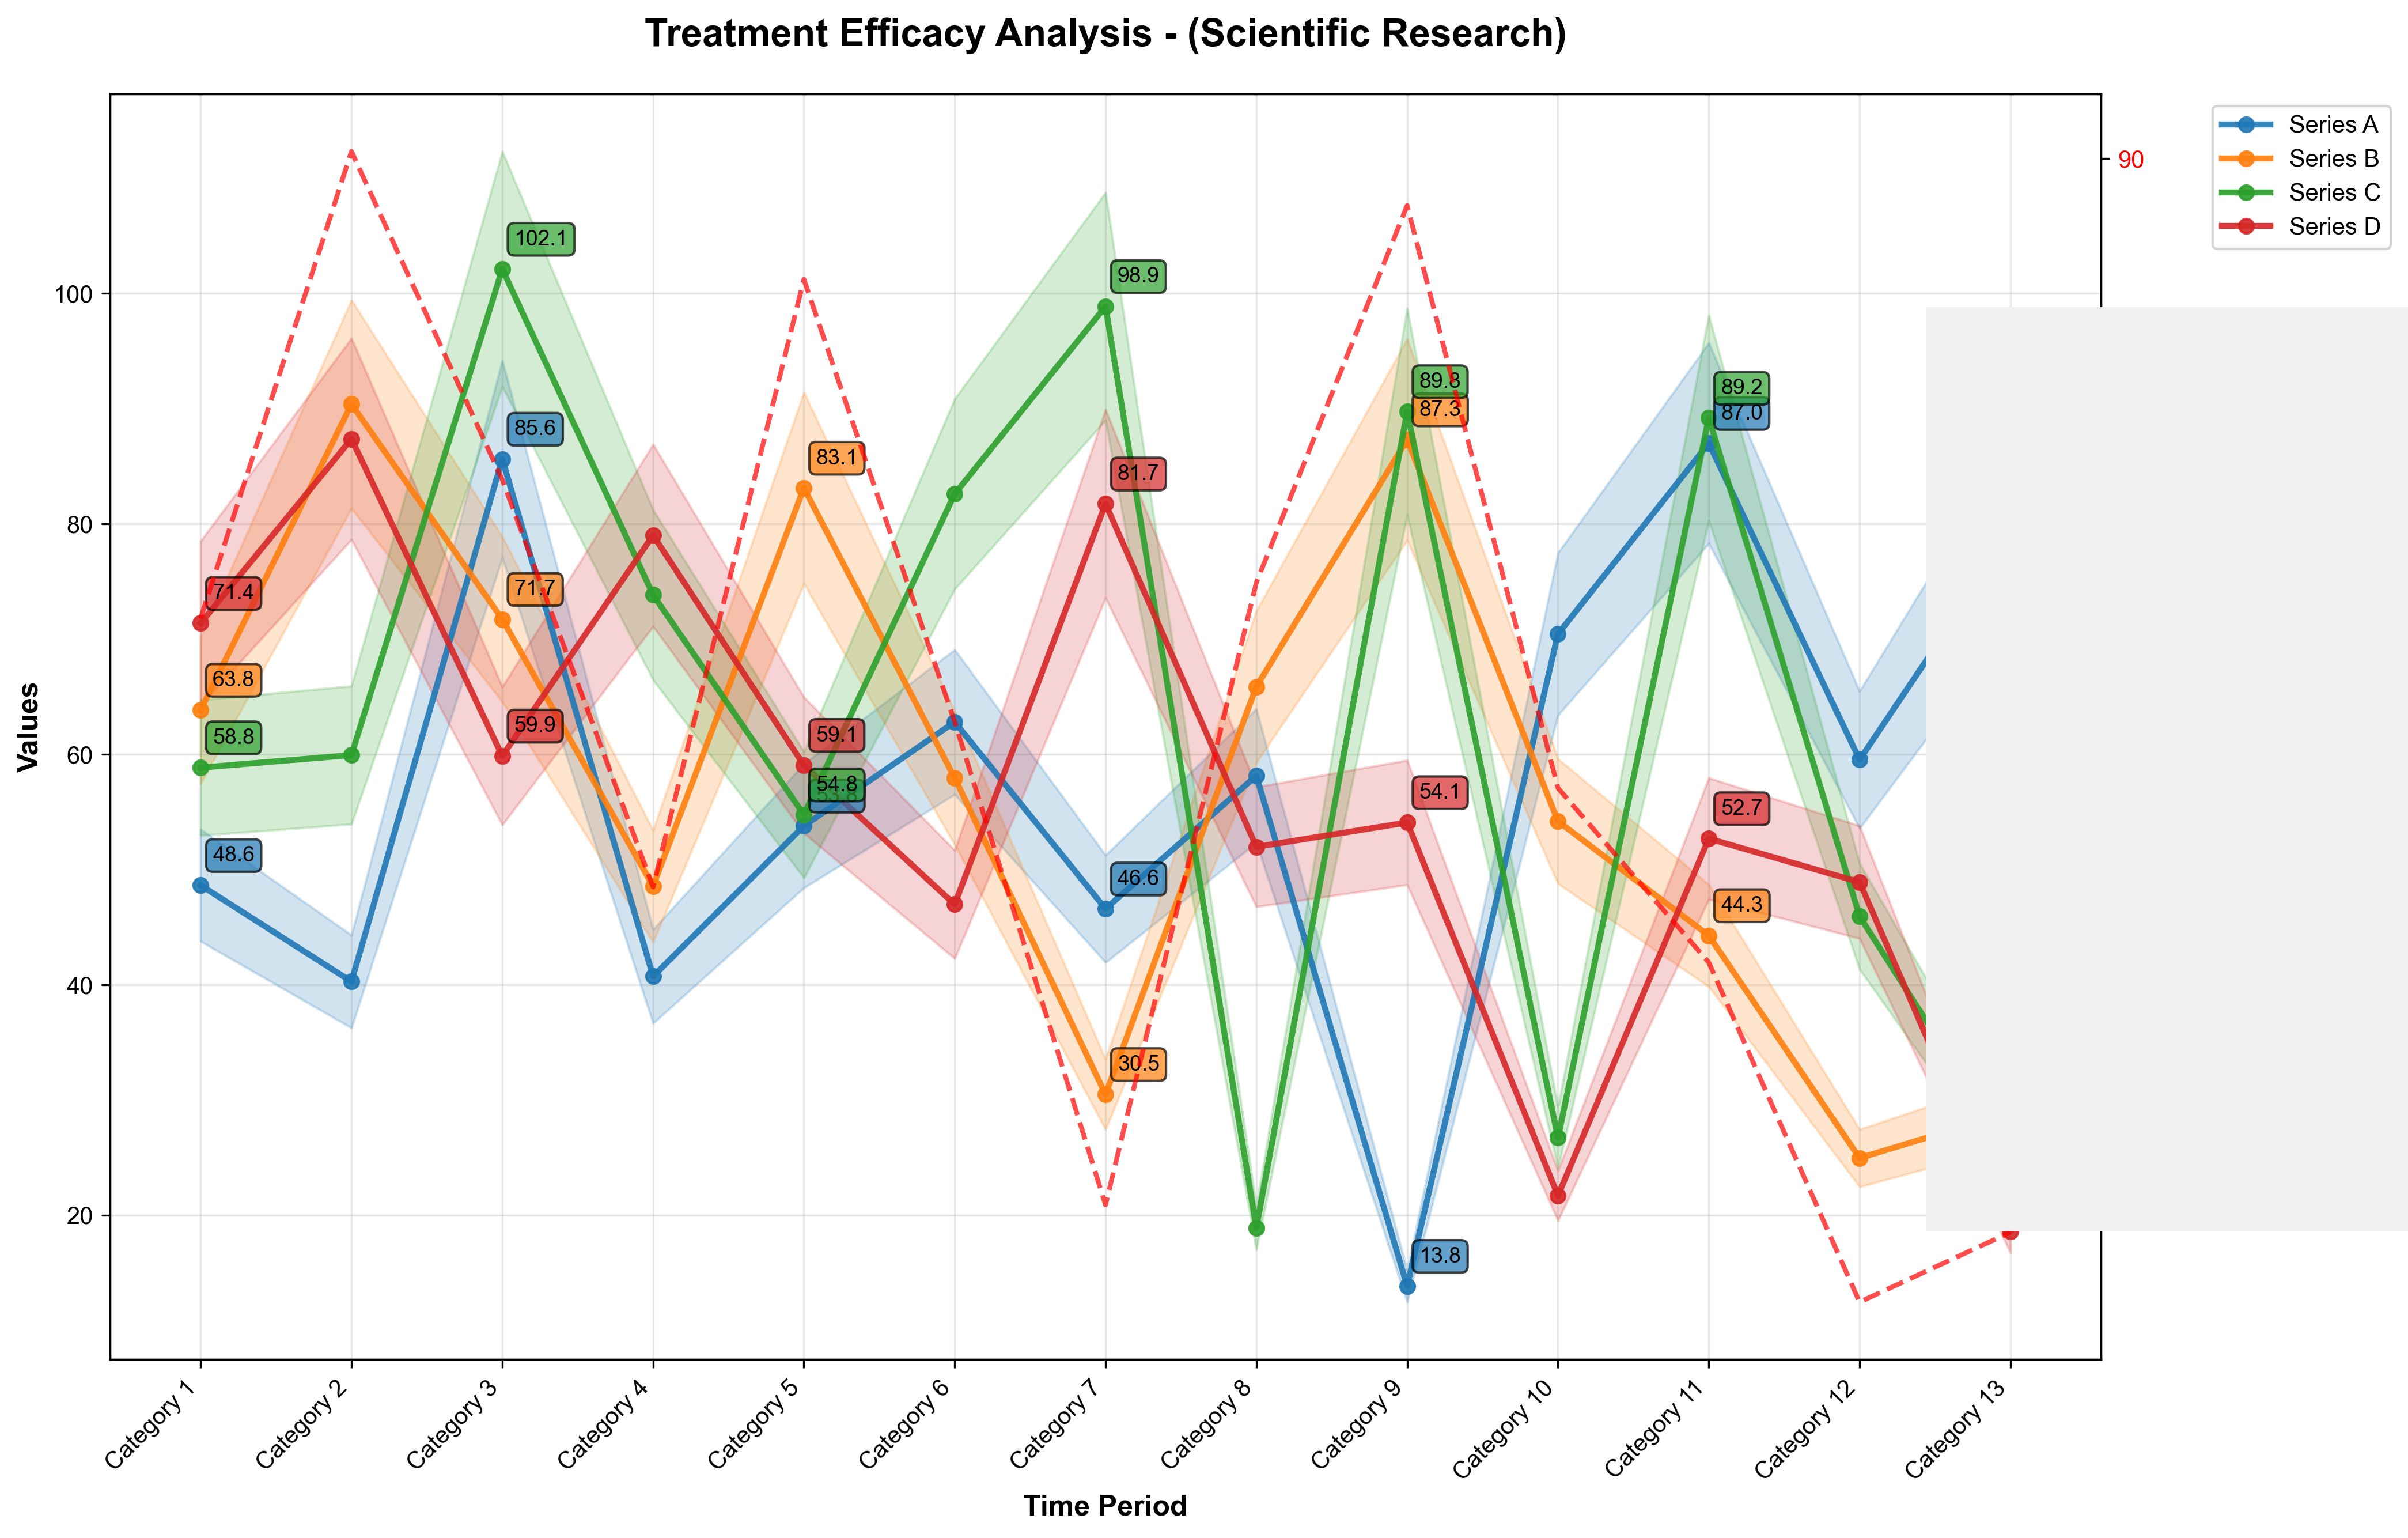 Treatment Efficacy Analysis - (Scientific Research)
Series A
Series B
Series C
Series D
90
100
80
60
40
20
Values
102.1
98.9
89.8
87.3
89.2
87.0
85.6
83.1
81.7
71.4
71.7
63.8
58.8
59.9
59.1
54.8
54.1
52.7
48.6
46.6
44.3
30.5
13.8
Category 1
Category 2
Category 3
Category 4
Category 5
Category 6
Category 7
Category 8
Category 9
Category 10
Category 11
Category 12
Category 13
Time Period